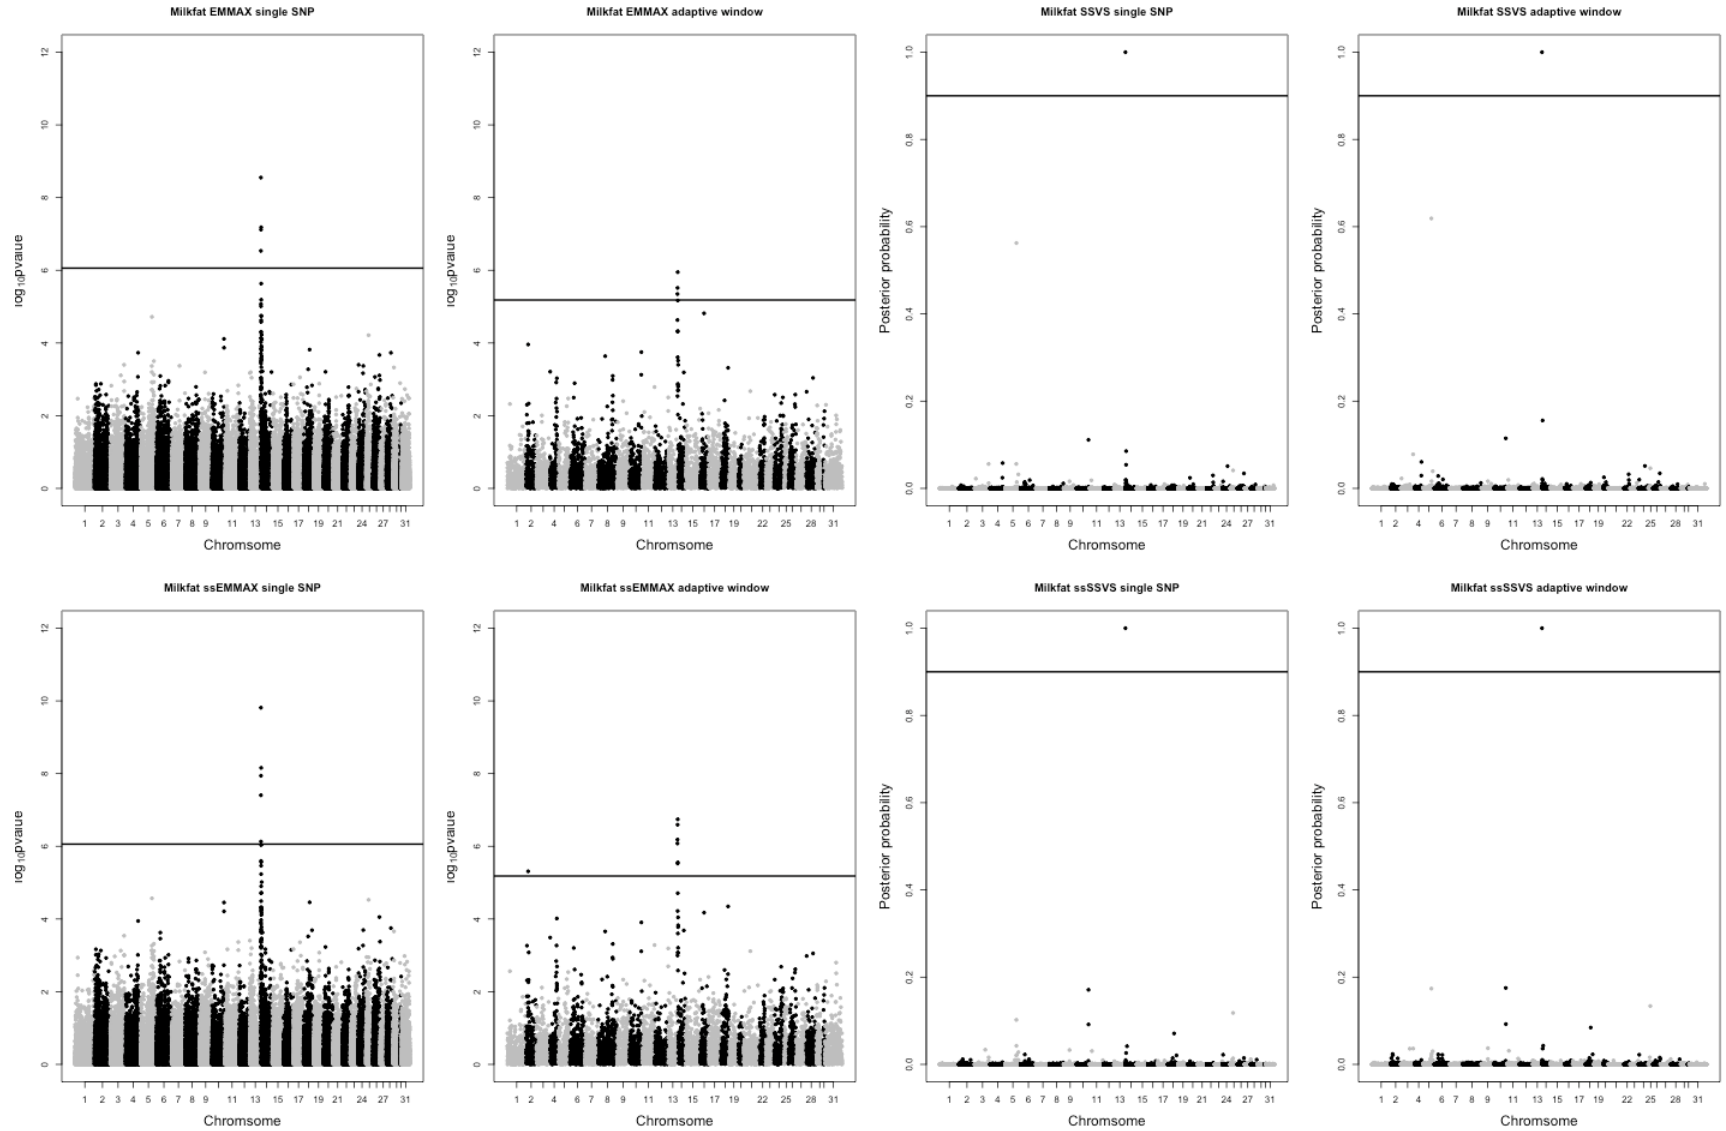 Milkfat EMMAX single SNP
12
10
8
6
4
2
0
log10pvalue
1 2 3 5 6 7 8 9 11 13 15 17 19 21 24 27 31
Chromsome
Milkfat EMMAX adaptive window
12
10
8
6
4
2
0
log10pvalue
1 2 4 6 8 9 11 13 15 17 19 22 25 28 31
Chromsome
Milkfat SSVS single SNP
1.0
0.8
0.6
0.4
0.2
0.0
Posterior probability
1 2 3 5 6 8 9 11 13 15 17 19 21 24 27 31
Chromsome
Milkfat SSVS adaptive window
1.0
0.8
0.6
0.4
0.2
0.0
Posterior probability
1 2 4 6 8 9 11 13 15 17 19 22 25 28 31
Chromsome
Milkfat ssEMMAX single SNP
12
10
8
6
4
2
0
log10pvalue
1 2 3 5 6 7 8 9 11 13 15 17 19 21 24 27 31
Chromsome
Milkfat ssEMMAX adaptive window
12
10
8
6
4
2
0
log10pvalue
1 2 4 6 8 9 11 13 15 17 19 22 25 28 31
Chromsome
Milkfat ssSSVS single SNP
1.0
0.8
0.6
0.4
0.2
0.0
Posterior probability
1 2 3 5 6 8 9 11 13 15 17 19 21 24 27 31
Chromsome
Milkfat ssSSVS adaptive window
1.0
0.8
0.6
0.4
0.2
0.0
Posterior probability
1 2 4 6 8 9 11 13 15 17 19 22 25 28 31
Chromsome